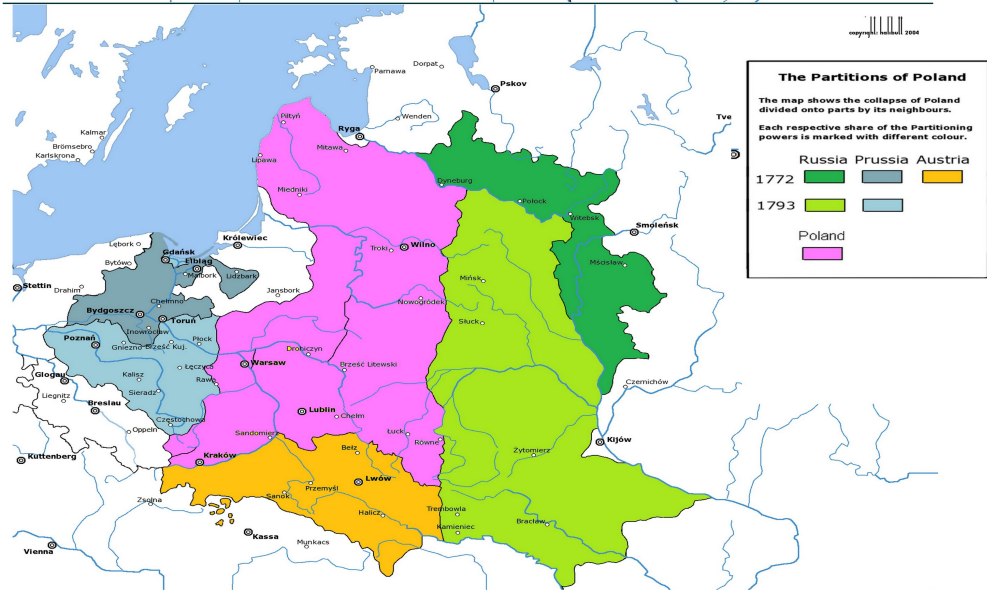 copyright: halibutt 2004
The Partitions of Poland
The map shows the collapse of Poland
divided onto parts by its neighbours.
Each respective share of the Partitioning
powers is marked with different colour.
Russia Prussia Austria
1772
1793
Poland
Dorpat
Parnawa
Pskov
Piltyń
Wenden
Ryga
Tve
Kalmar
Mitawa
Brömsebro
Karlskrona
Lipawa
Dyneburg
Miedniki
Połock
Witebsk
Smoleńsk
Królewiec
Lębork
Troki
Wilno
Gdańsk
Elbląg
Bytów
Malbork
Lidzbark
Mścisław
Mińsk
Stettin
Drahim
Jansbork
Chełmno
Nowogródek
Bydgoszcz
Toruń
Słuck
Inowrocław
Poznań
Gniezno
Brześć Kuj.
Płock
Drohiczyn
Warsaw
Brześć Litewski
Łęczyca
Glogau
Kalisz
Rawa
Czernichów
Liegnitz
Sieradz
Breslau
Lublin
Chełm
Częstochowa
Oppeln
Sandomierz
Łuck
Równe
Kijów
Bełz
Żytomierz
Kuttenberg
Kraków
Lwów
Przemyśl
Sanok
Zsolna
Halicz
Trembowla
Kamieniec
Bracław
Kassa
Munkacs
Vienna